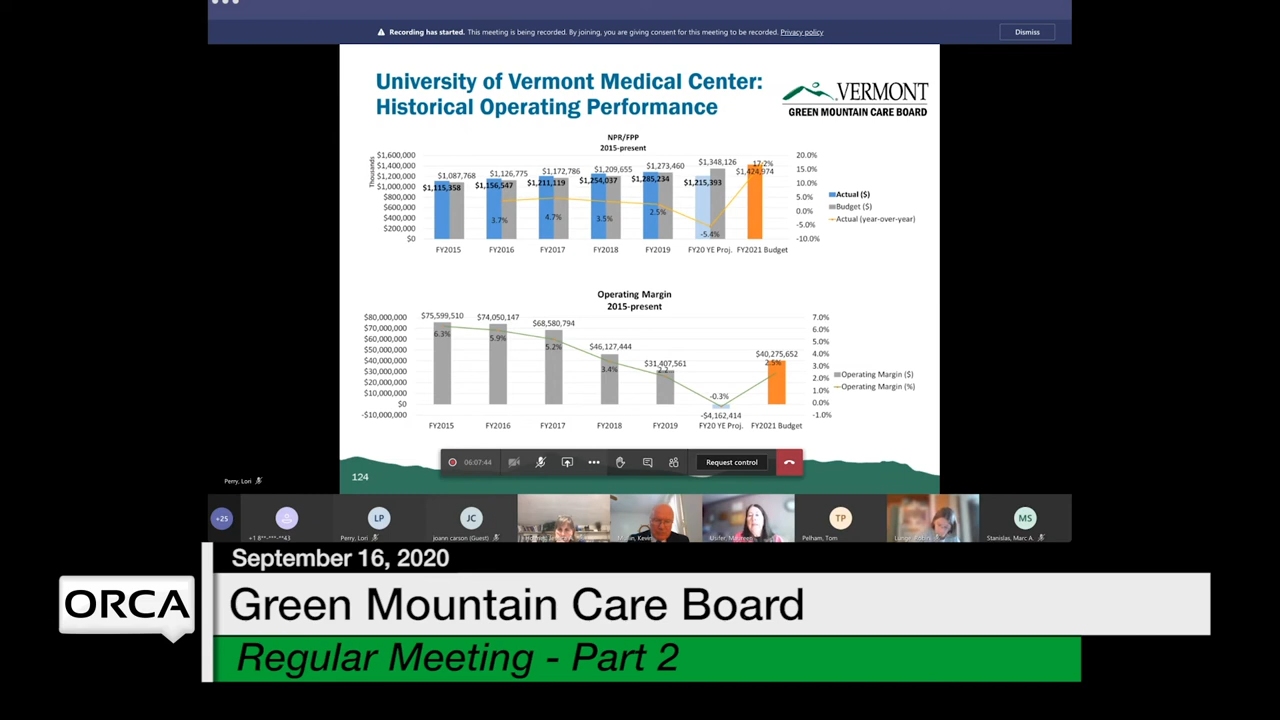 Recording has started. This meeting is being recorded. By joining, you are giving consent for this meeting to be recorded. Privacy policy
Dismiss
University of Vermont Medical Center:
Historical Operating Performance
VERMONT
GREEN MOUNTAIN CARE BOARD
NPR/FPP
2015-present
Thousands
$1,600,000
$1,400,000
$1,200,000
$1,000,000
$800,000
$600,000
$400,000
$200,000
$0
$1,115,358
$1,087,768
$1,156,547
$1,126,775
$1,211,119
$1,172,786
$1,254,037
$1,209,655
$1,285,234
$1,273,460
$1,215,393
$1,348,126
$1,424,974
3.7%
4.7%
3.5%
2.5%
-5.4%
17.2%
20.0%
15.0%
10.0%
5.0%
0.0%
-5.0%
-10.0%
FY2015
FY2016
FY2017
FY2018
FY2019
FY20 YE Proj.
FY2021 Budget
Actual ($)
Budget ($)
Actual (year-over-year)
Operating Margin
2015-present
$80,000,000
$70,000,000
$60,000,000
$50,000,000
$40,000,000
$30,000,000
$20,000,000
$10,000,000
$0
-$10,000,000
$75,599,510
$74,050,147
$68,580,794
$46,127,444
$31,407,561
-$4,162,414
$40,275,652
6.3%
5.9%
5.2%
3.4%
2.2
-0.3%
2.5%
7.0%
6.0%
5.0%
4.0%
3.0%
2.0%
1.0%
0.0%
-1.0%
FY2015
FY2016
FY2017
FY2018
FY2019
FY20 YE Proj.
FY2021 Budget
Operating Margin ($)
Operating Margin (%)
06:07:44
Request control
124
Perry, Lori
+25
LP
JC
TP
MS
Perry, Lori
Joann carson (Guest)
Pelham, Tom
Stanislas, Marc A
September 16, 2020
ORCA
Green Mountain Care Board
Regular Meeting - Part 2